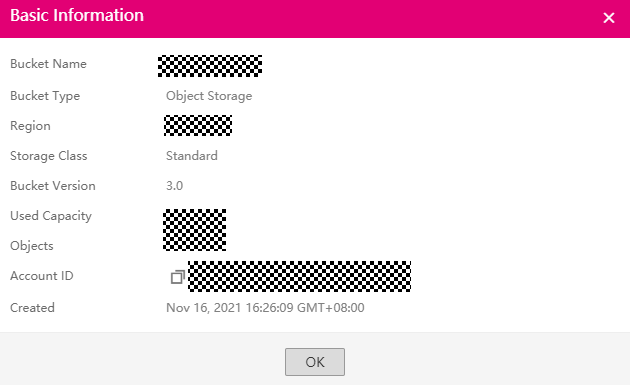 Basic Information
Bucket Name
Bucket Type Object Storage
Region
Storage Class Standard
Bucket Version 3.0
Used Capacity
Objects
Account ID
Created Nov 16, 2021 16:26:09 GMT+08:00
OK